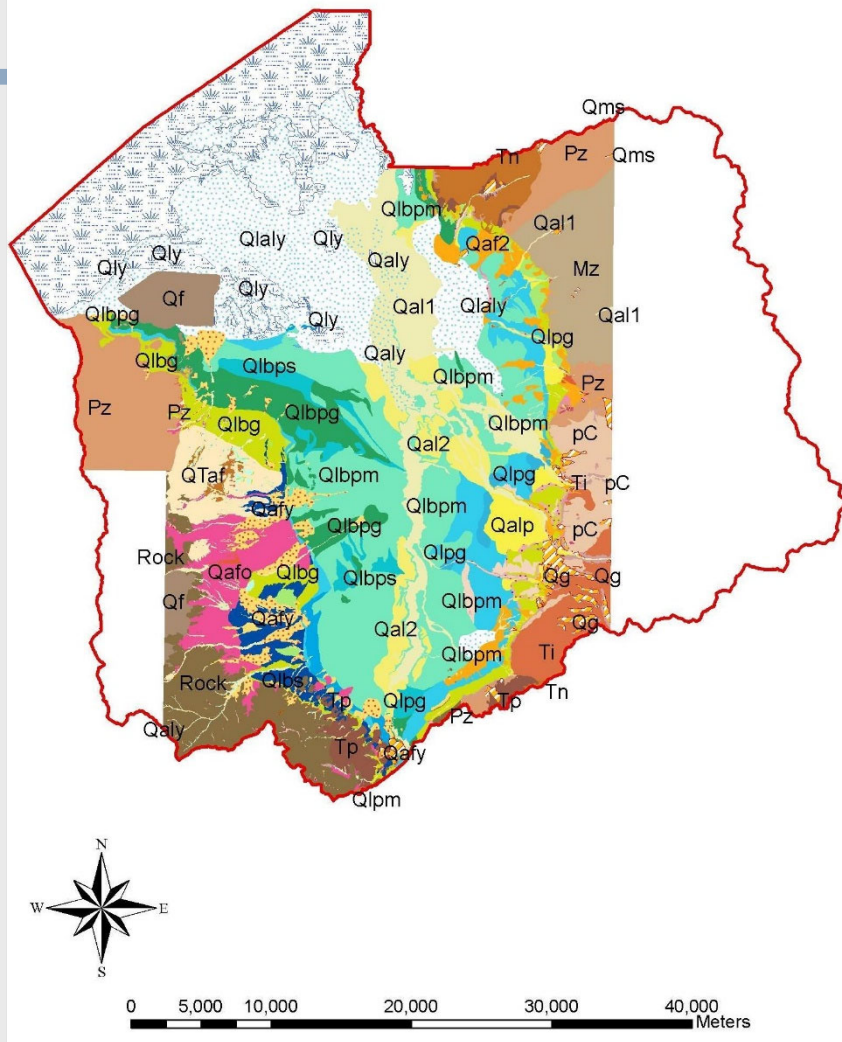 Qms
Tn
Pz
Qms
Qlbpm
Qal1
Qlaly
Qly
Qly
Qaf2
Qaly
Qly
Mz
Qf
Qly
Qal1
Qlaly
Qlbpg
Qly
Qal1
Qlpg
Qaly
Qlbg
Qlbps
Qlbpm
Pz
Pz
Pz
Qlbpg
Qlbg
Qlbpm
pC
Qal2
QTaf
Qlbpm
Qlpg
Ti
pC
Qafy
Qlbpm
Qalp
Qlbpg
pC
Rock
Qlpg
Qafo
Qlbg
Qlbps
Qg
Qg
Qf
Qlbpm
Qafy
Qg
Qal2
Qlbpm
Ti
Rock
Qlbs
Tp
Qlpg
Tp
Tn
Pz
Qaly
Tp
Qafy
Qlpm
N
W
E
S
0
5,000
10,000
20,000
30,000
40,000
Meters